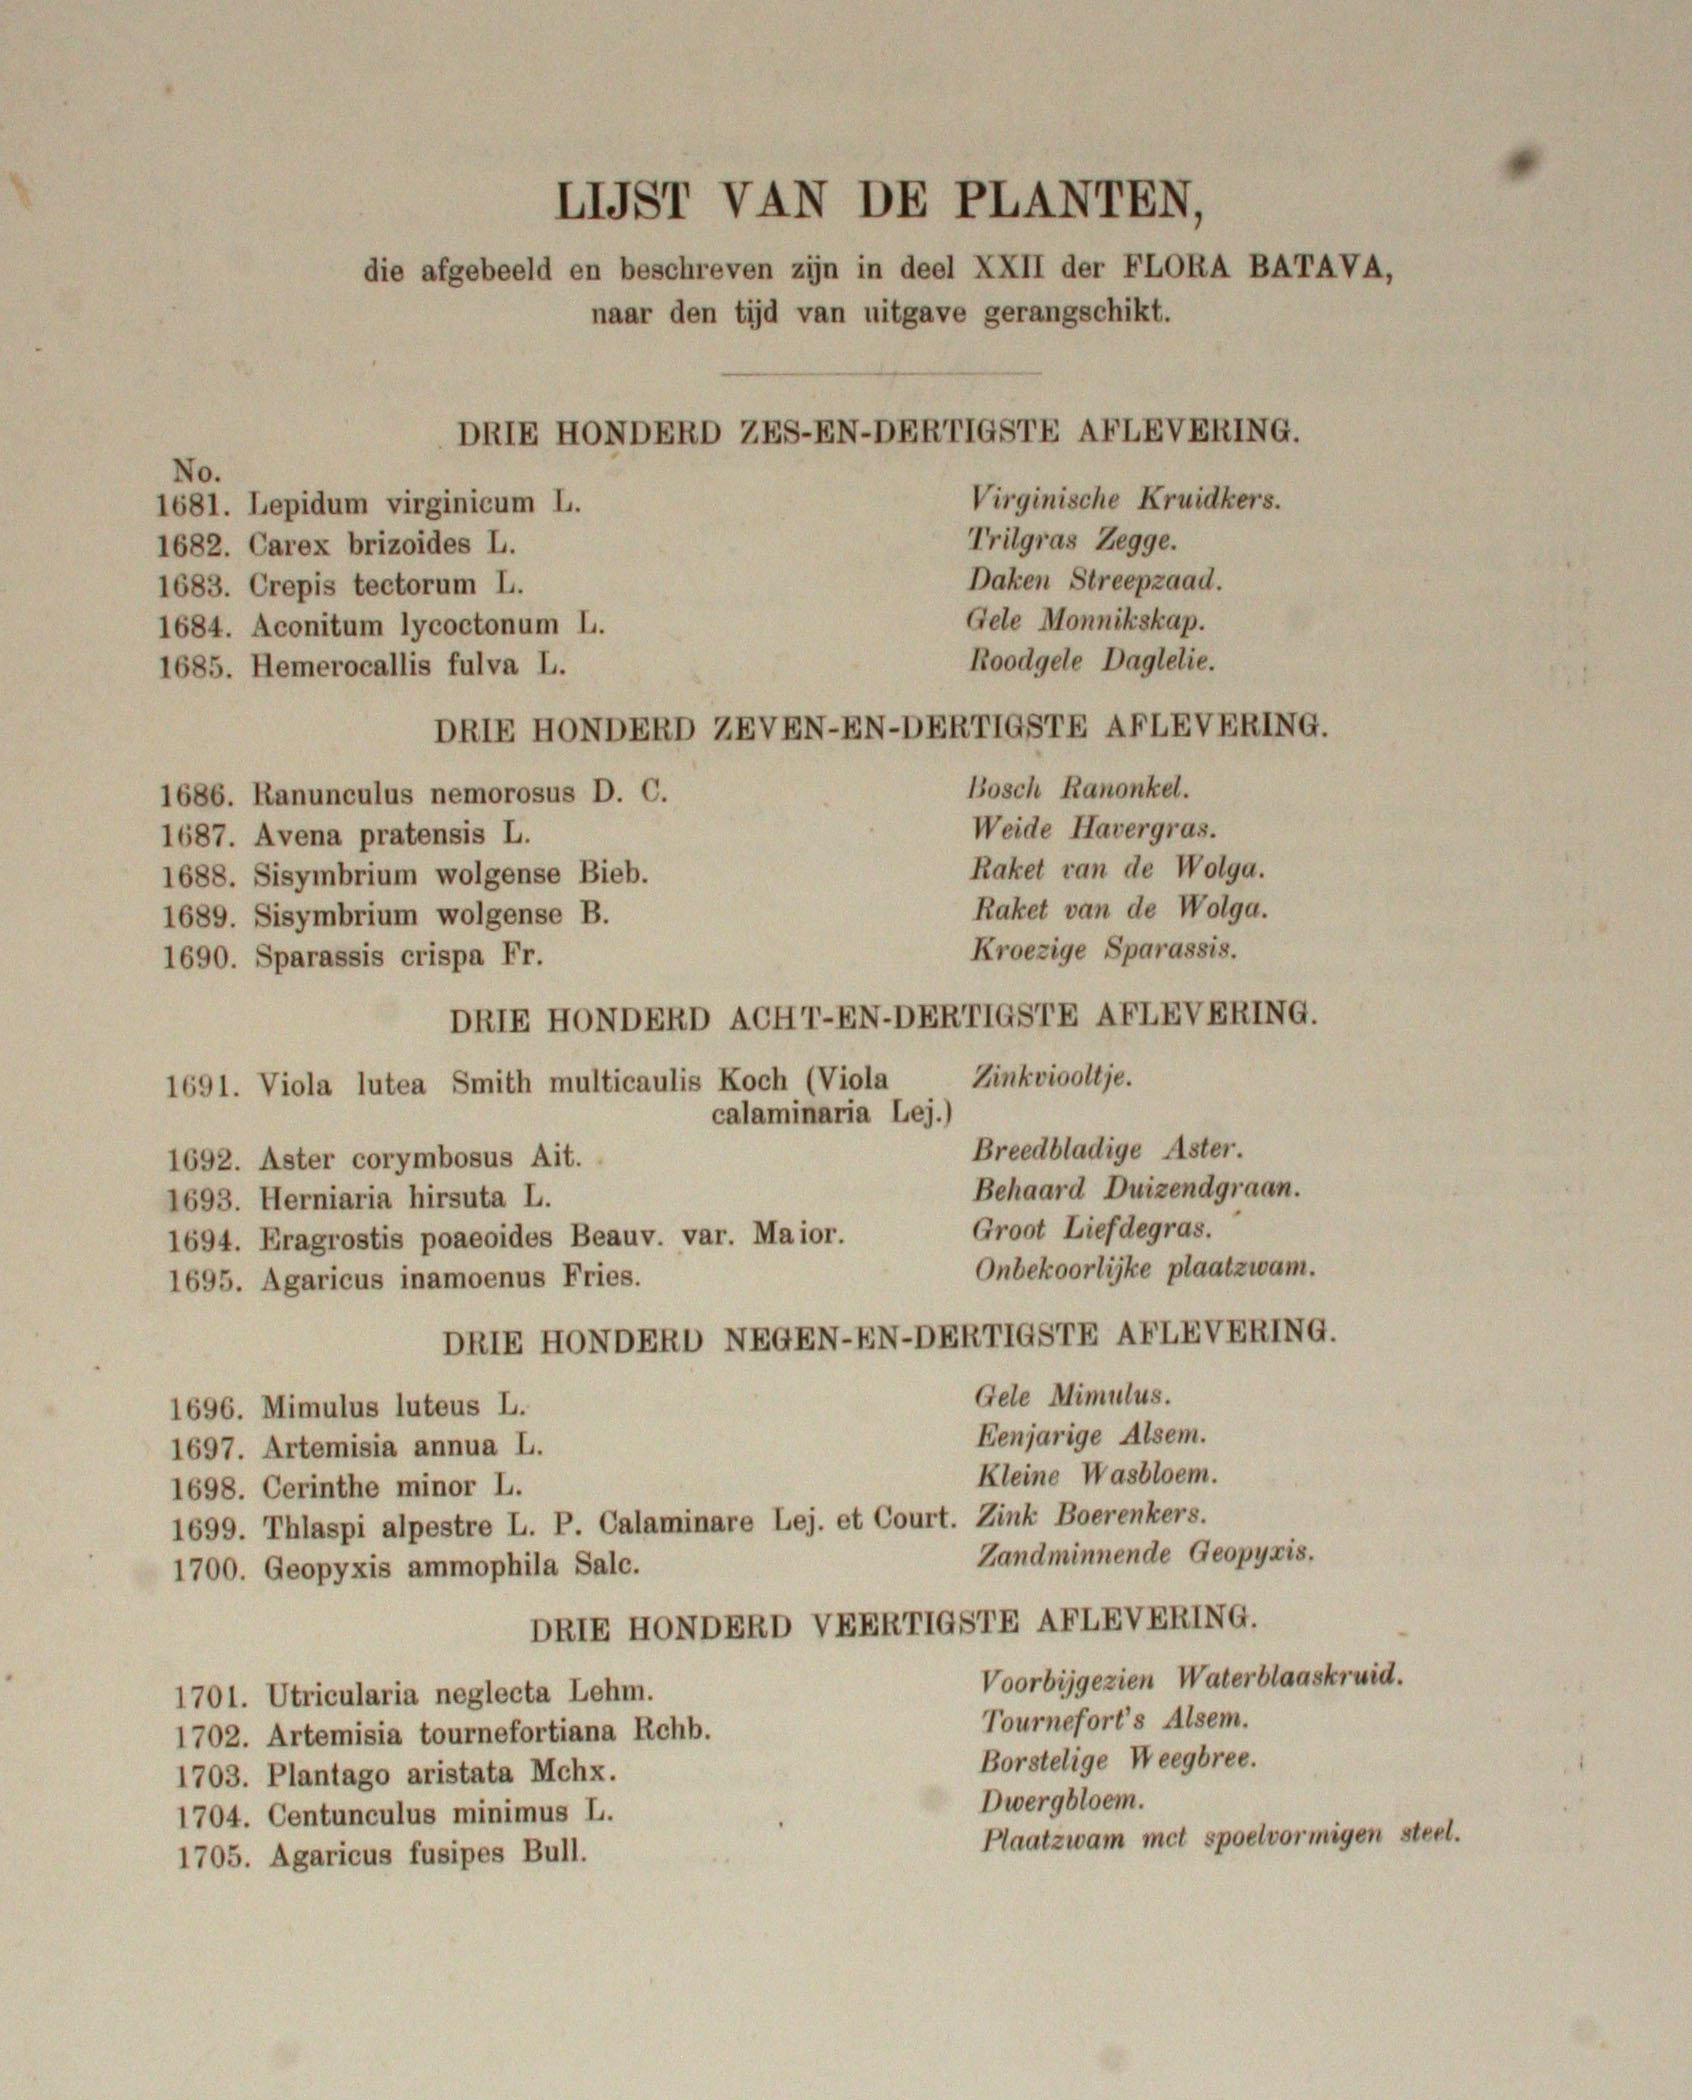 LIJST VAN DE PLANTEN,
die afgebeeld en beschreven zijn in deel XXII der FLORA BATAVA,
naar den tijd van uitgave gerangschikt.
DRIE HONDERD ZES-EN-DERTIGSTE AFLEVERING.
No.
1681. Lepidum virginicum L. Virginische Kruidkers.
1682. Carex brizoides L. Trilgras Zegge.
1683. Crepis tectorum L. Daken Streepzaad.
1684. Aconitum lycoctonum L. Gele Monnikskap.
1685. Hemerocallis fulva L. Roodgele Daglelie.
DRIE HONDERD ZEVEN-EN-DERTIGSTE AFLEVERING.
1686. Ranunculus nemorosus D. C. Bosch Ranonkel.
1687. Avena pratensis L. Weide Havergras.
1688. Sisymbrium wolgense Bieb. Raket van de Wolga.
1689. Sisymbrium wolgense B. Raket van de Wolga.
1690. Sparassis crispa Fr. Kroezige Sparassis.
DRIE HONDERD ACHT-EN-DERTIGSTE AFLEVERING.
1691. Viola lutea Smith multicaulis Koch (Viola Zinkviooltje.
calaminaria Lej.)
1692. Aster corymbosus Ait. Breedbladige Aster.
1693. Herniaria hirsuta L. Behaard Duizendgraan.
1694. Eragrostis poaeoides Beauv. var. Maior. Groot Liefdegras.
1695. Agaricus inamoenus Fries. Onbekoorlijke plaatzwam.
DRIE HONDERD NEGEN-EN-DERTIGSTE AFLEVERING.
1696. Mimulus luteus L. Gele Mimulus.
1697. Artemisia annua L. Eenjarige Alsem.
1698. Cerinthe minor L. Kleine Wasbloem.
1699. Thlaspi alpestre L. P. Calaminare Lej. et Court. Zink Boerenkers.
1700. Geopyxis ammophila Salc. Zandminnende Geopyxis.
DRIE HONDERD VEERTIGSTE AFLEVERING.
1701. Utricularia neglecta Lehm. Voorbijgezien Waterblaaskruid.
1702. Artemisia tournefortiana Rchb. Tournefort's Alsem.
1703. Plantago aristata Mchx. Borstelige Weegbree.
1704. Centunculus minimus L. Dwergbloem.
1705. Agaricus fusipes Bull. Plaatzwam met spoelvormigen steel.